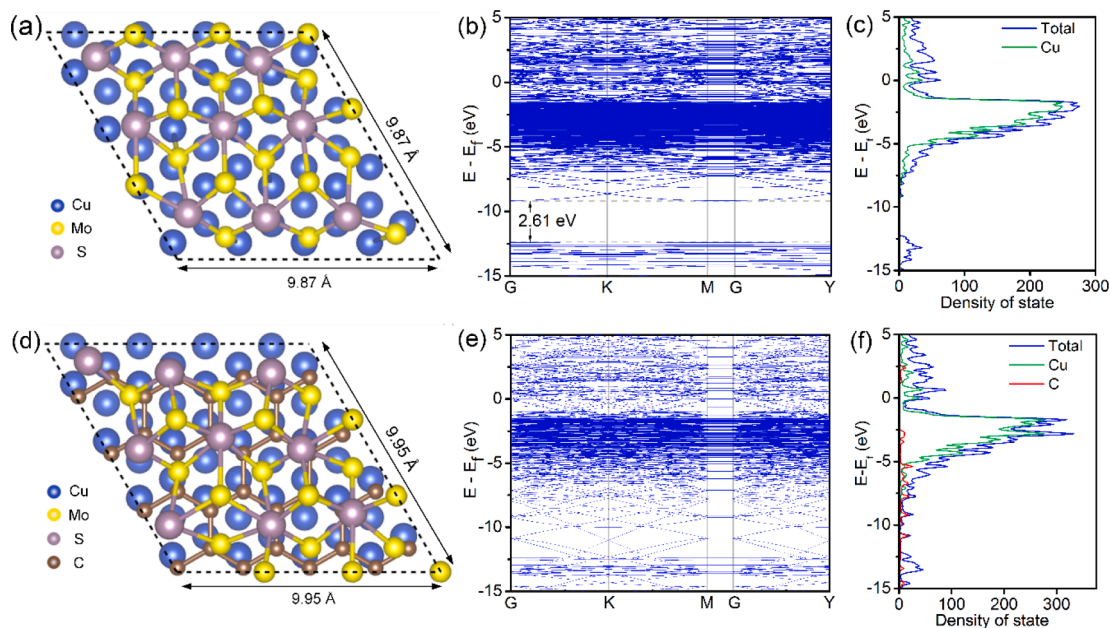 (a)
Cu
Mo
S
9.87 Å
9.87 Å
(b)
E - Ef (eV)
5
0
-5
-10
-15
2.61 eV
G K M G Y
(c)
E - Ef (eV)
5
0
-5
-10
-15
Total
Cu
0 100 200 300
Density of state
(d)
Cu
Mo
S
C
9.95 Å
9.95 Å
(e)
E - Ef (eV)
5
0
-5
-10
-15
G K M G Y
(f)
E-Ef (eV)
5
0
-5
-10
-15
Total
Cu
C
0 100 200 300
Density of state